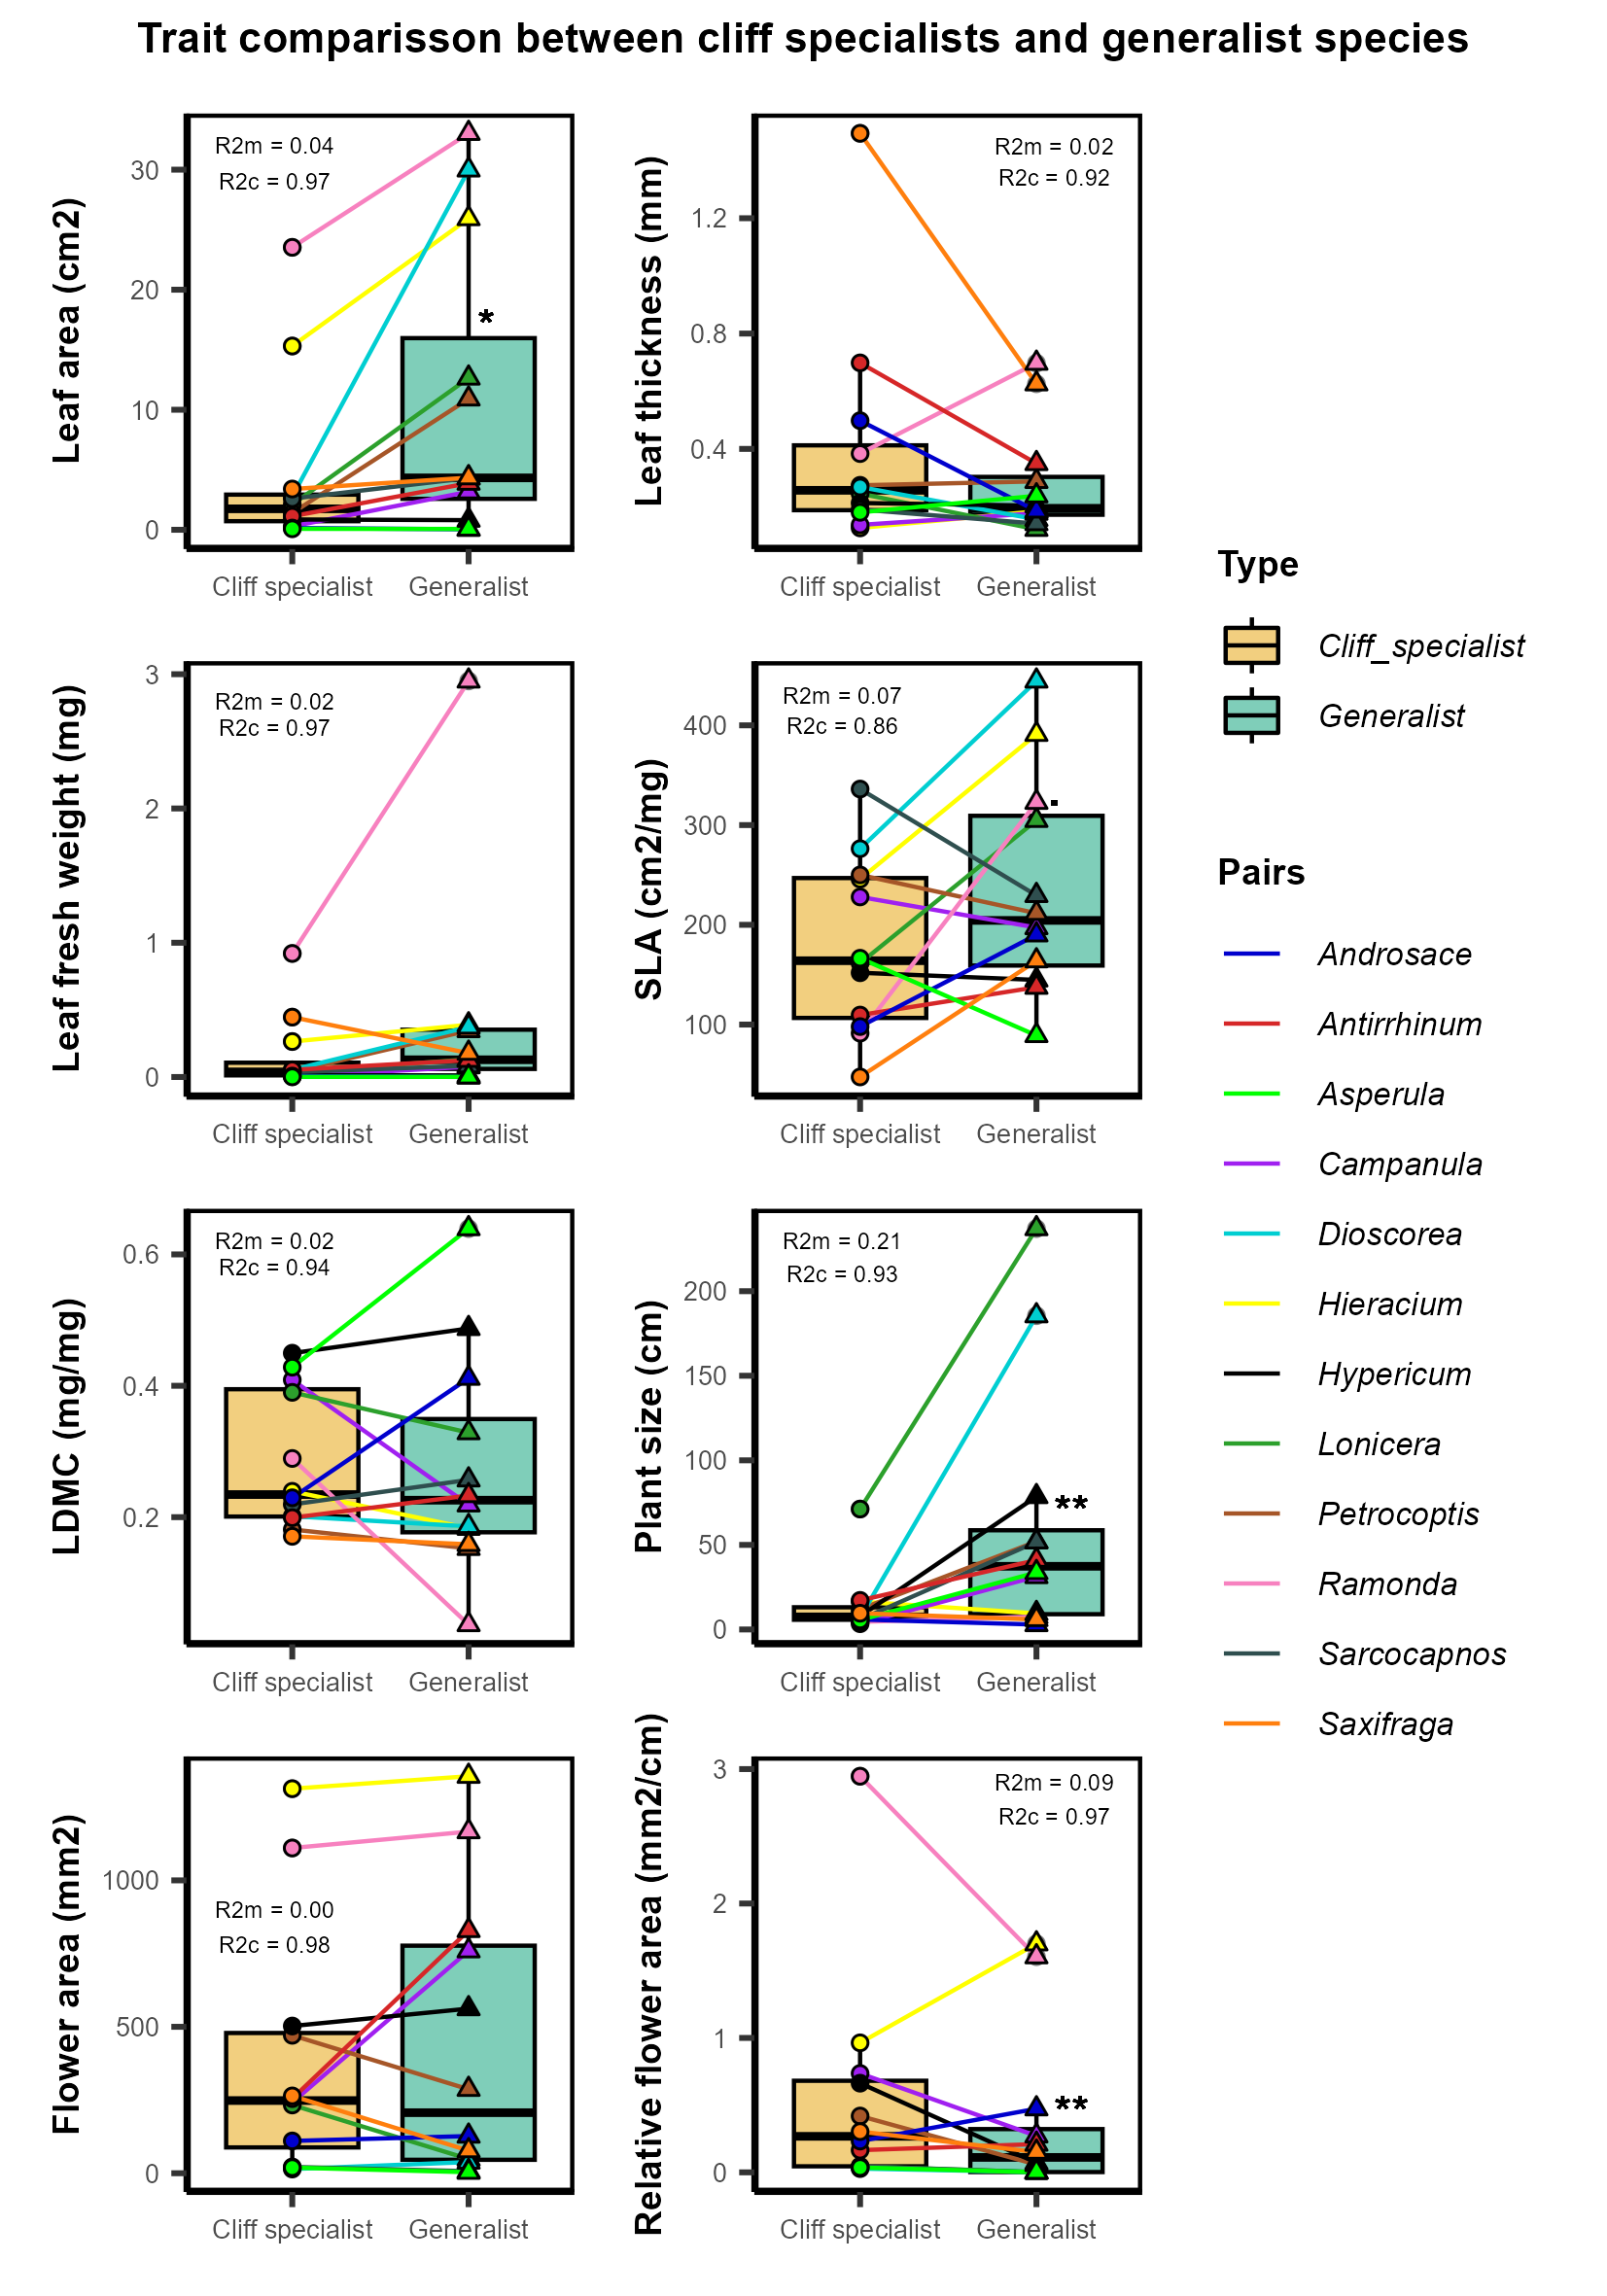 Trait comparisson between cliff specialists and generalist species
Leaf area (cm2)
30
20
10
0
R2m = 0.04
R2c = 0.97
*
Cliff specialist
Generalist
Leaf thickness (mm)
1.2
0.8
0.4
R2m = 0.02
R2c = 0.92
Cliff specialist
Generalist
Leaf fresh weight (mg)
3
2
1
0
R2m = 0.02
R2c = 0.97
Cliff specialist
Generalist
SLA (cm2/mg)
400
300
200
100
R2m = 0.07
R2c = 0.86
.
Cliff specialist
Generalist
LDMC (mg/mg)
0.6
0.4
0.2
R2m = 0.02
R2c = 0.94
Cliff specialist
Generalist
Plant size (cm)
200
150
100
50
0
R2m = 0.21
R2c = 0.93
**
Cliff specialist
Generalist
Flower area (mm2)
1000
500
0
R2m = 0.00
R2c = 0.98
Cliff specialist
Generalist
Relative flower area (mm2/cm)
3
2
1
0
R2m = 0.09
R2c = 0.97
**
Cliff specialist
Generalist
Type
Cliff_specialist
Generalist
Pairs
Androsace
Antirrhinum
Asperula
Campanula
Dioscorea
Hieracium
Hypericum
Lonicera
Petrocoptis
Ramonda
Sarcocapnos
Saxifraga